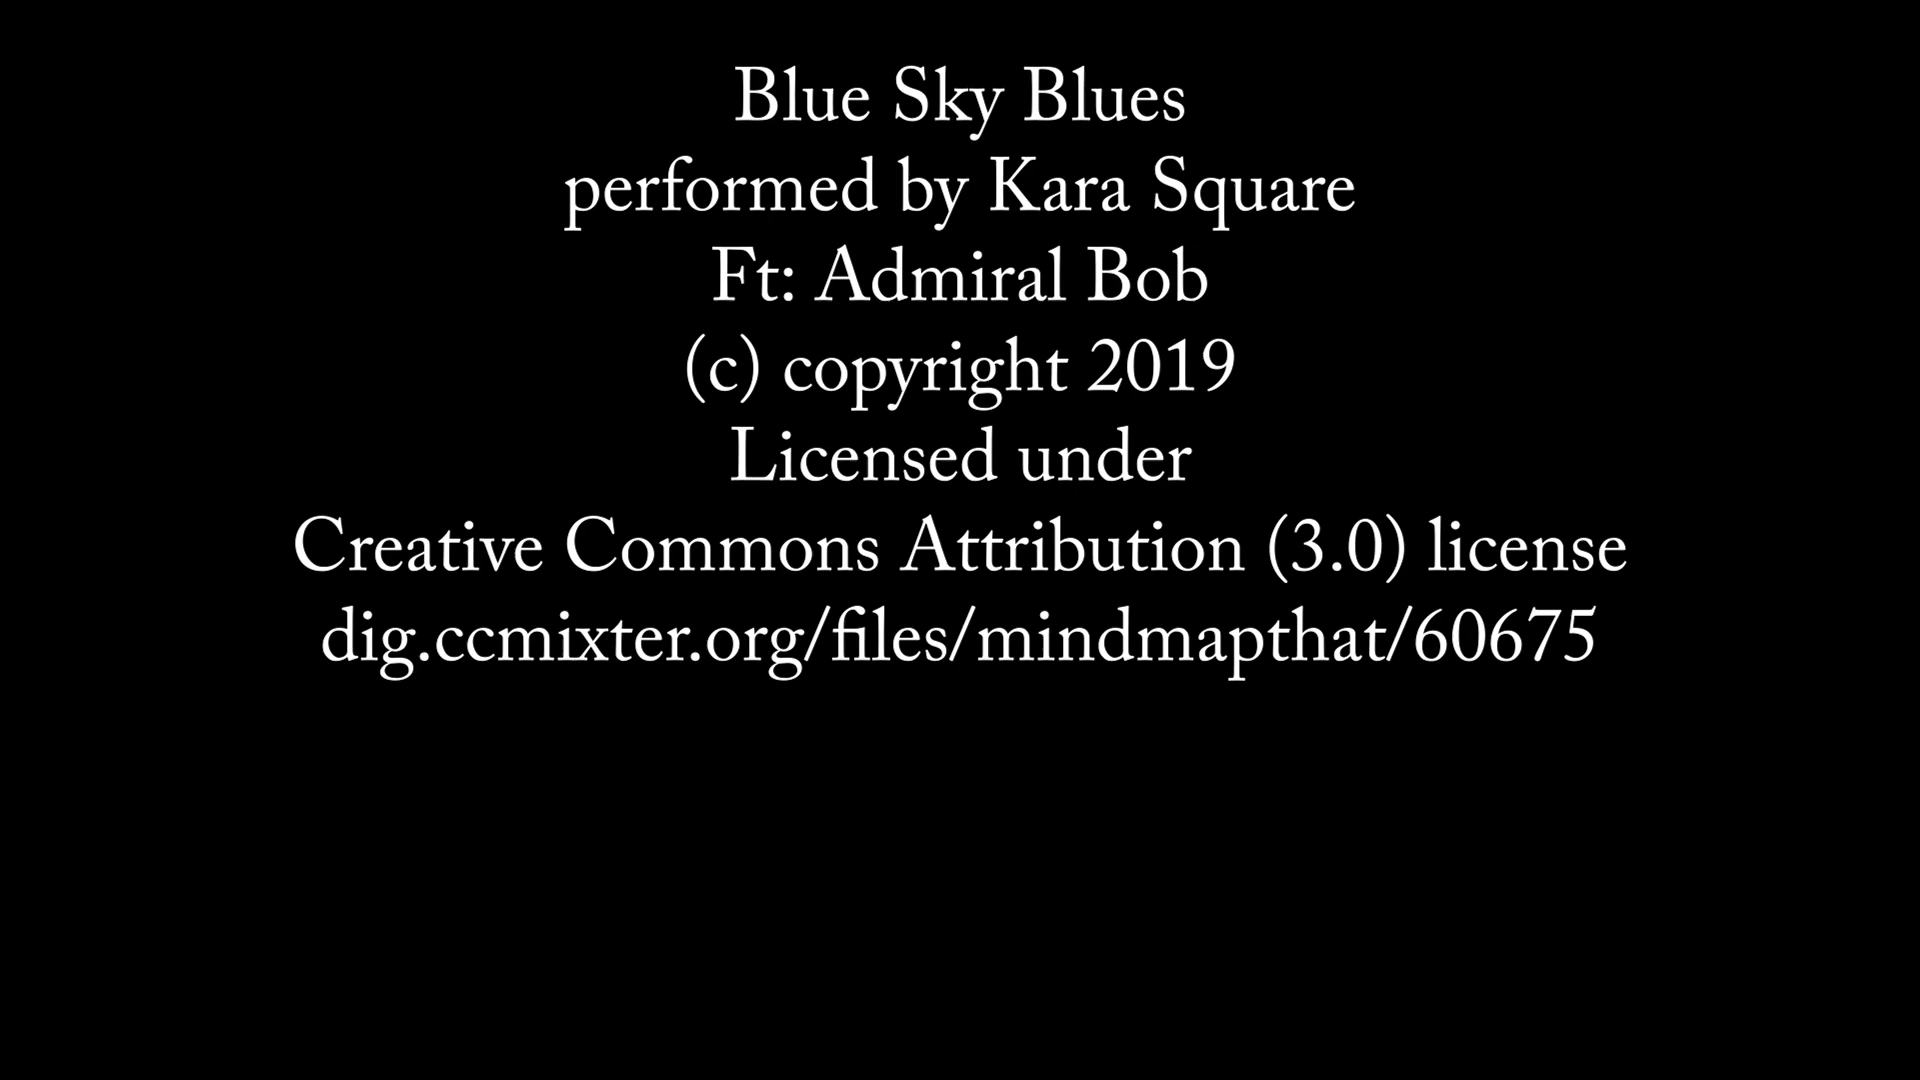 Blue Sky Blues
performed by Kara Square
Ft: Admiral Bob
(c) copyright 2019
Licensed under
Creative Commons Attribution (3.0) license
dig.ccmixter.org/files/mindmapthat/60675